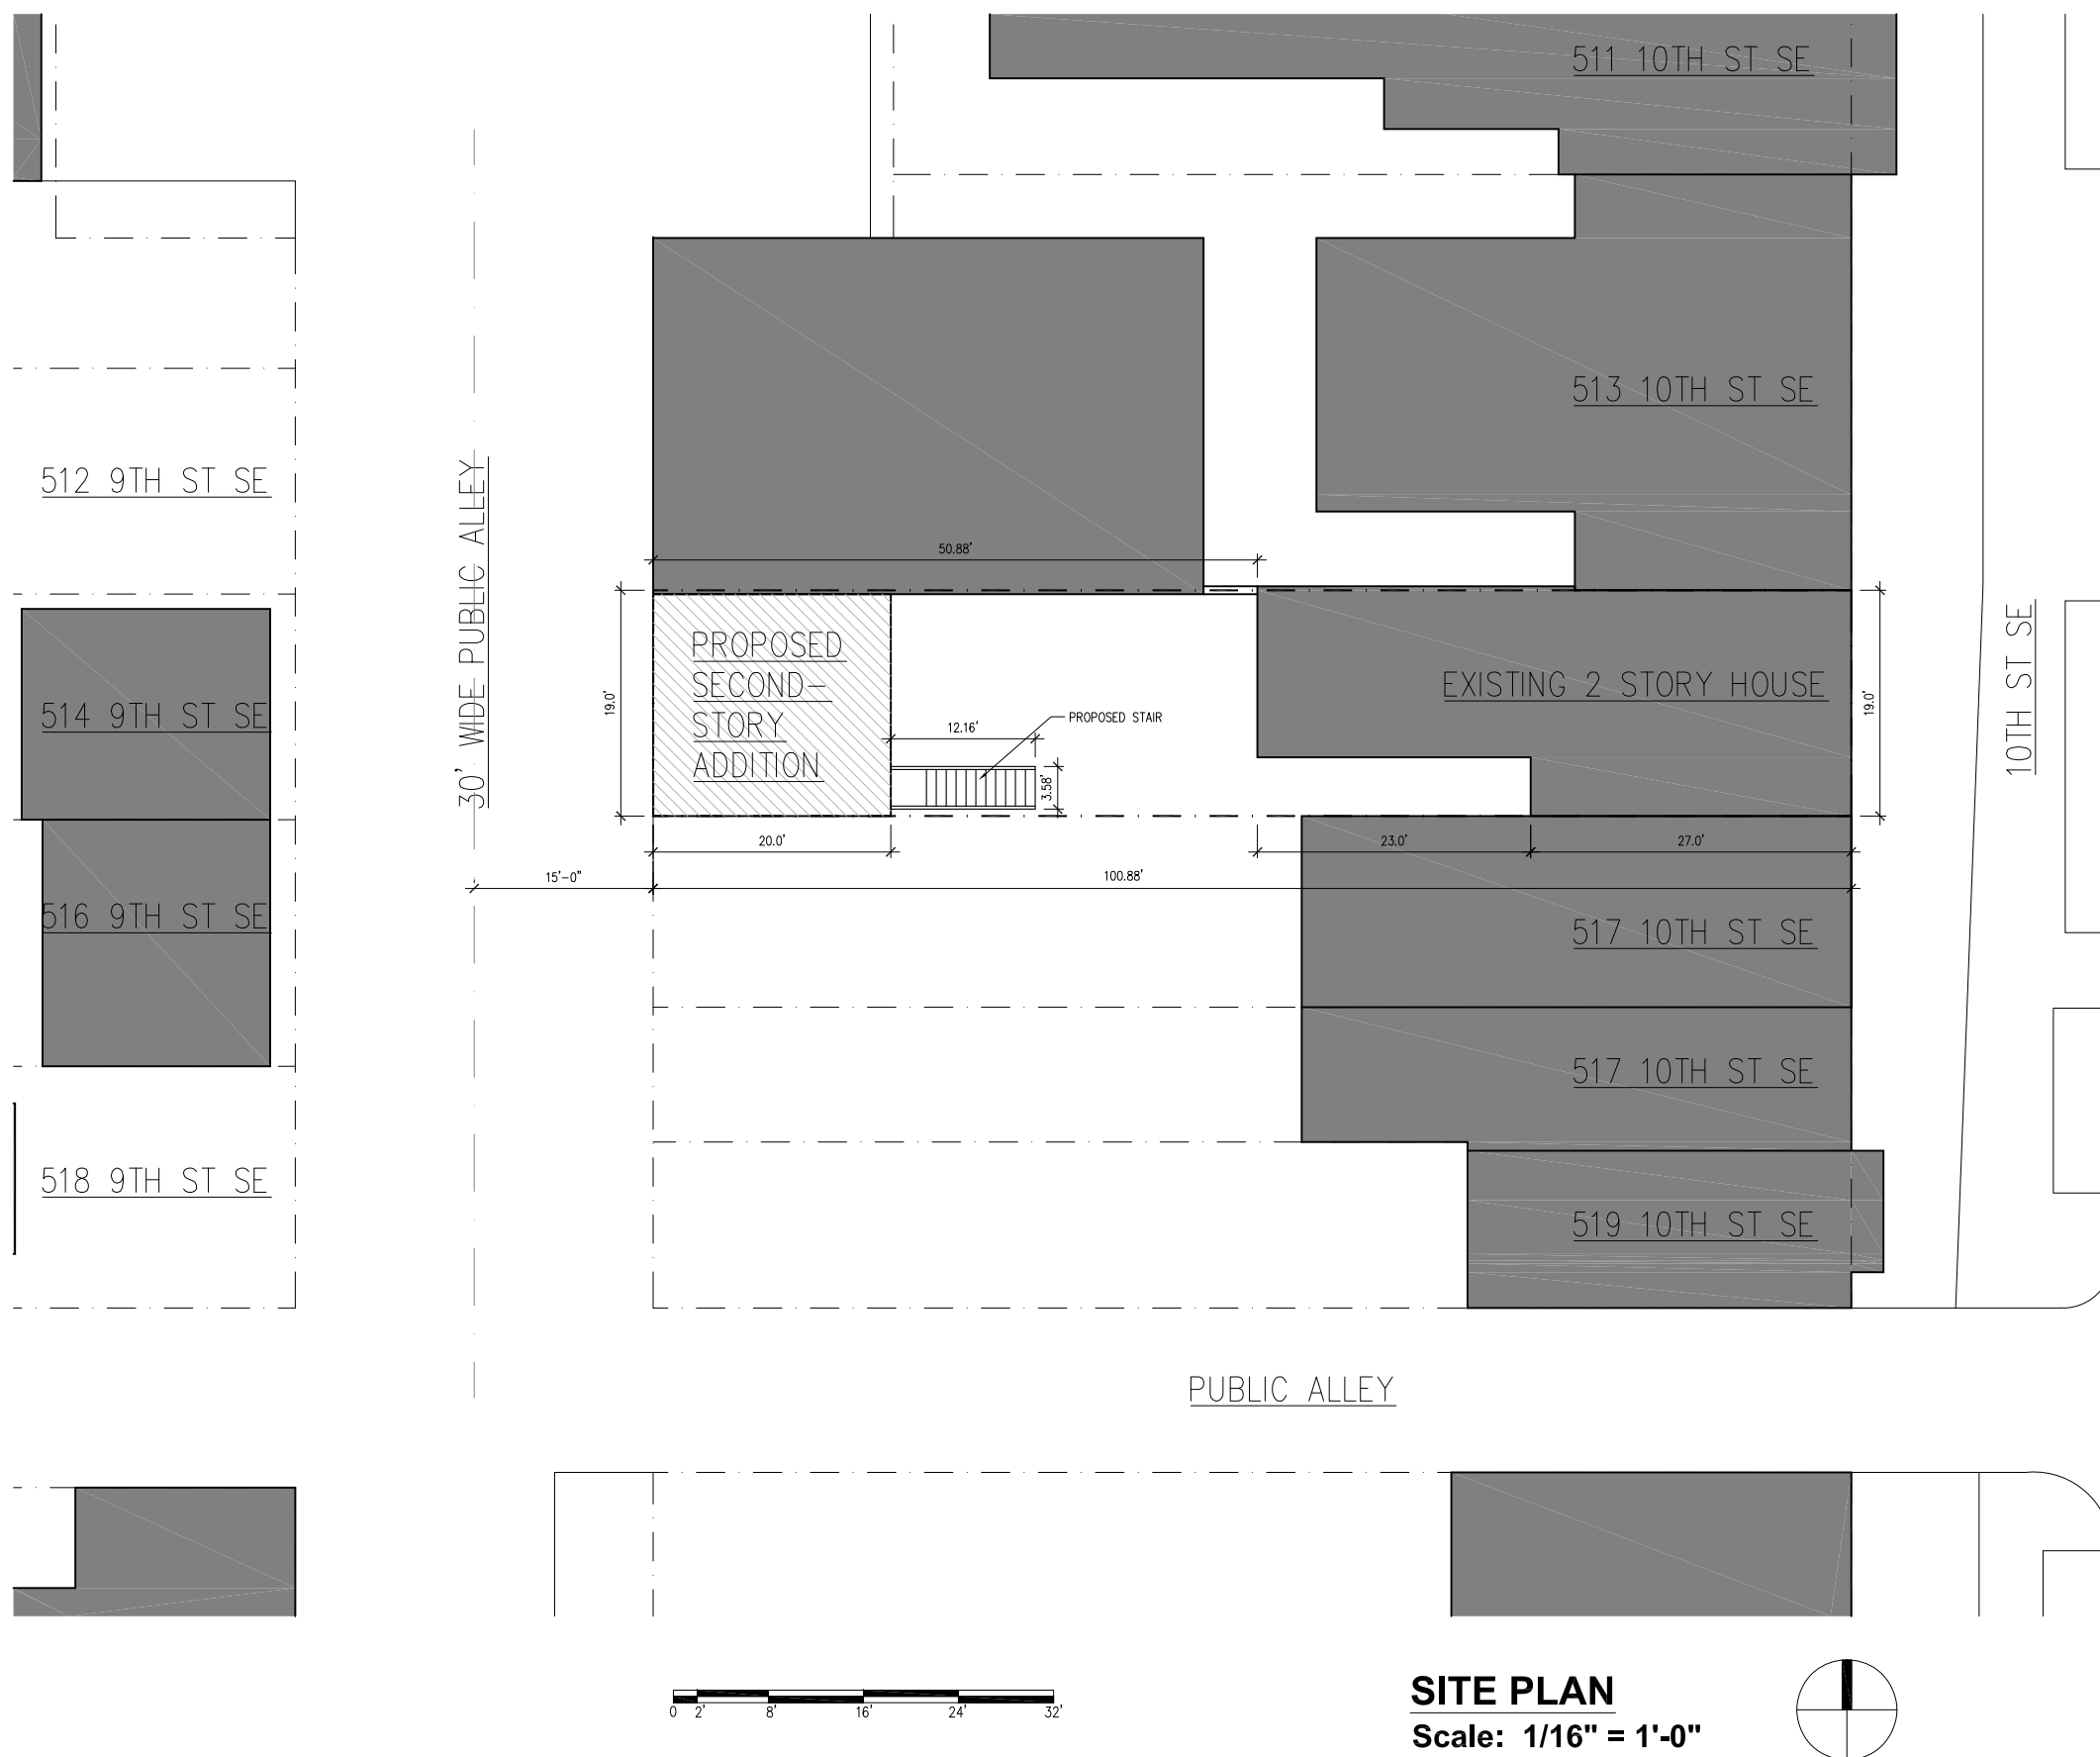 511 10TH ST SE
513 10TH ST SE
512 9TH ST SE
30' WIDE PUBLIC ALLEY
50.88'
10TH ST SE
PROPOSED
SECOND-
STORY
ADDITION
19.0'
EXISTING 2 STORY HOUSE
19.0'
514 9TH ST SE
PROPOSED STAIR
12.16'
3.58'
20.0'
23.0'
27.0'
15'-0"
100.88'
516 9TH ST SE
517 10TH ST SE
517 10TH ST SE
518 9TH ST SE
519 10TH ST SE
PUBLIC ALLEY
0 2' 8' 16' 24' 32'
SITE PLAN
Scale: 1/16" = 1'-0"